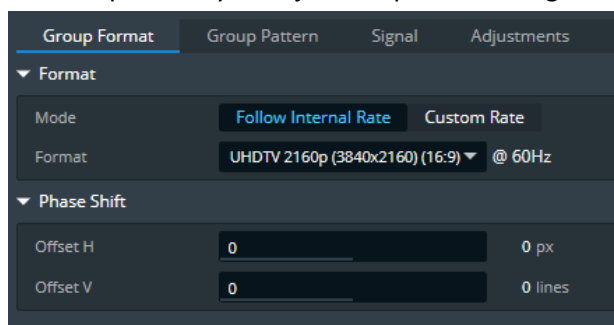 Group Format Group Pattern Signal Adjustments
Format
Mode Follow Internal Rate Custom Rate
Format UHDTV 2160p (3840x2160) (16:9) @ 60Hz
Phase Shift
Offset H 0 0 px
Offset V 0 0 lines